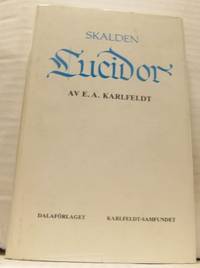 SKALDEN
Lucidor
AV E. A. KARLFELDT
DALAFÖRLAGET KARLFELDT-SAMFUNDET